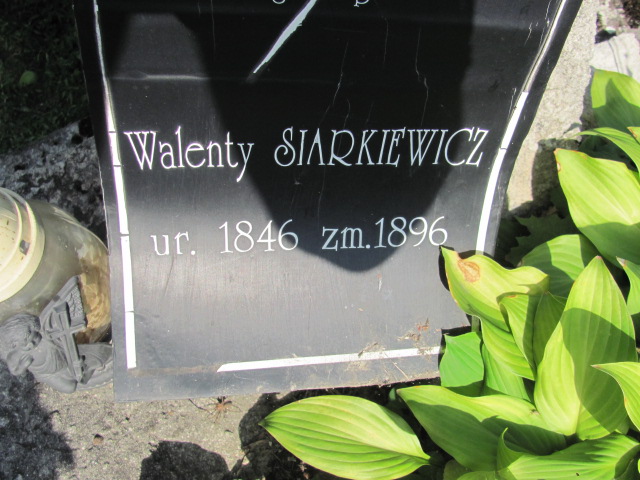 Walenty SIARKIEWICZ
ur. 1846 zm.1896